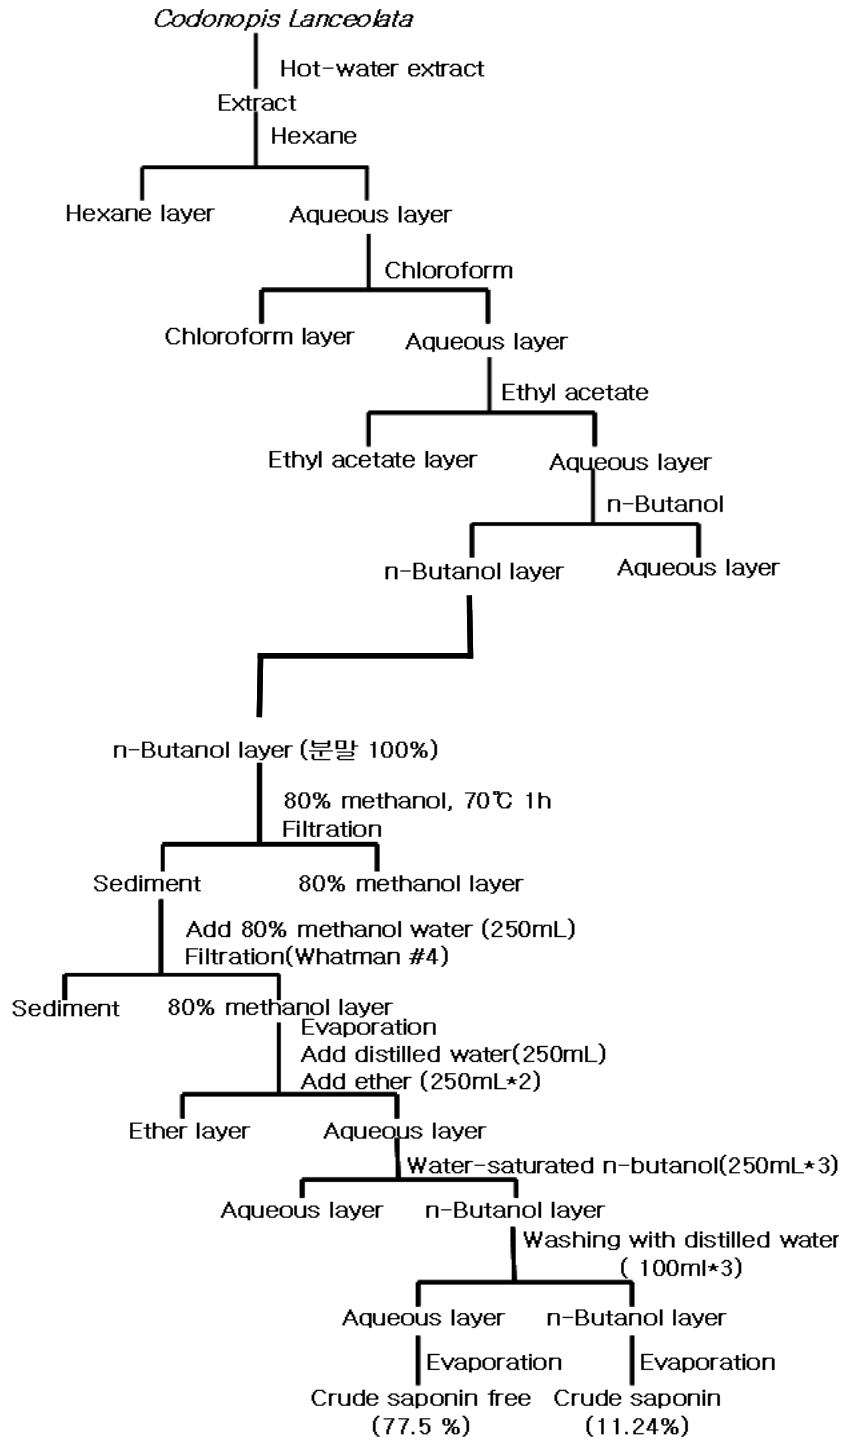 Codonopis Lanceolata
Hot-water extract
Extract
Hexane
Hexane layer
Aqueous layer
Chloroform
Chloroform layer
Aqueous layer
Ethyl acetate
Ethyl acetate layer
Aqueous layer
n-Butanol
n-Butanol layer
Aqueous layer
n-Butanol layer (분말 100%)
80% methanol, 70℃ 1h
Filtration
Sediment
80% methanol layer
Add 80% methanol water (250mL)
Filtration(Whatman #4)
Sediment
80% methanol layer
Evaporation
Add distilled water(250mL)
Add ether (250mL*2)
Ether layer
Aqueous layer
Water-saturated n-butanol(250mL*3)
Aqueous layer
n-Butanol layer
Washing with distilled water
( 100ml*3)
Aqueous layer
n-Butanol layer
Evaporation
Evaporation
Crude saponin free
(77.5 %)
Crude saponin
(11.24%)